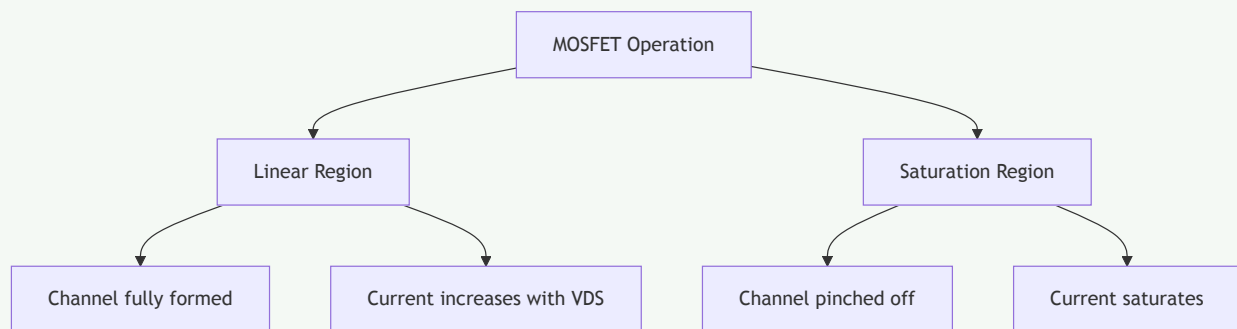 MOSFET Operation
Linear Region
Saturation Region
Channel fully formed
Current increases with VDS
Channel pinched off
Current saturates